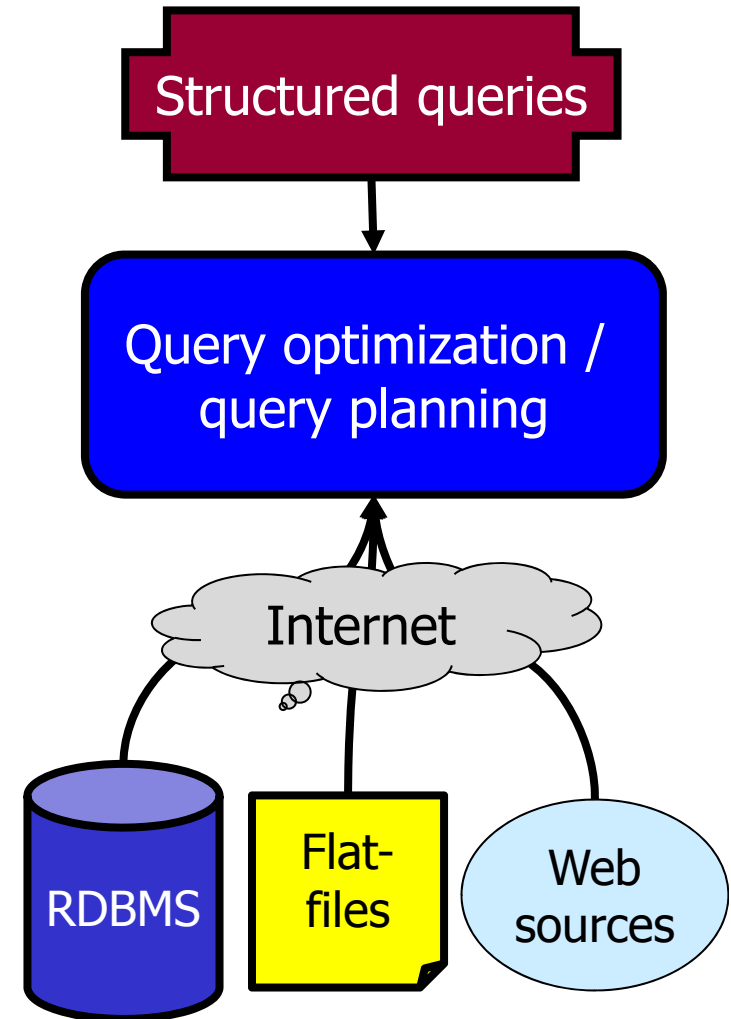 Structured queries
Query optimization /
query planning
Internet
RDBMS
Flat-
files
Web
sources